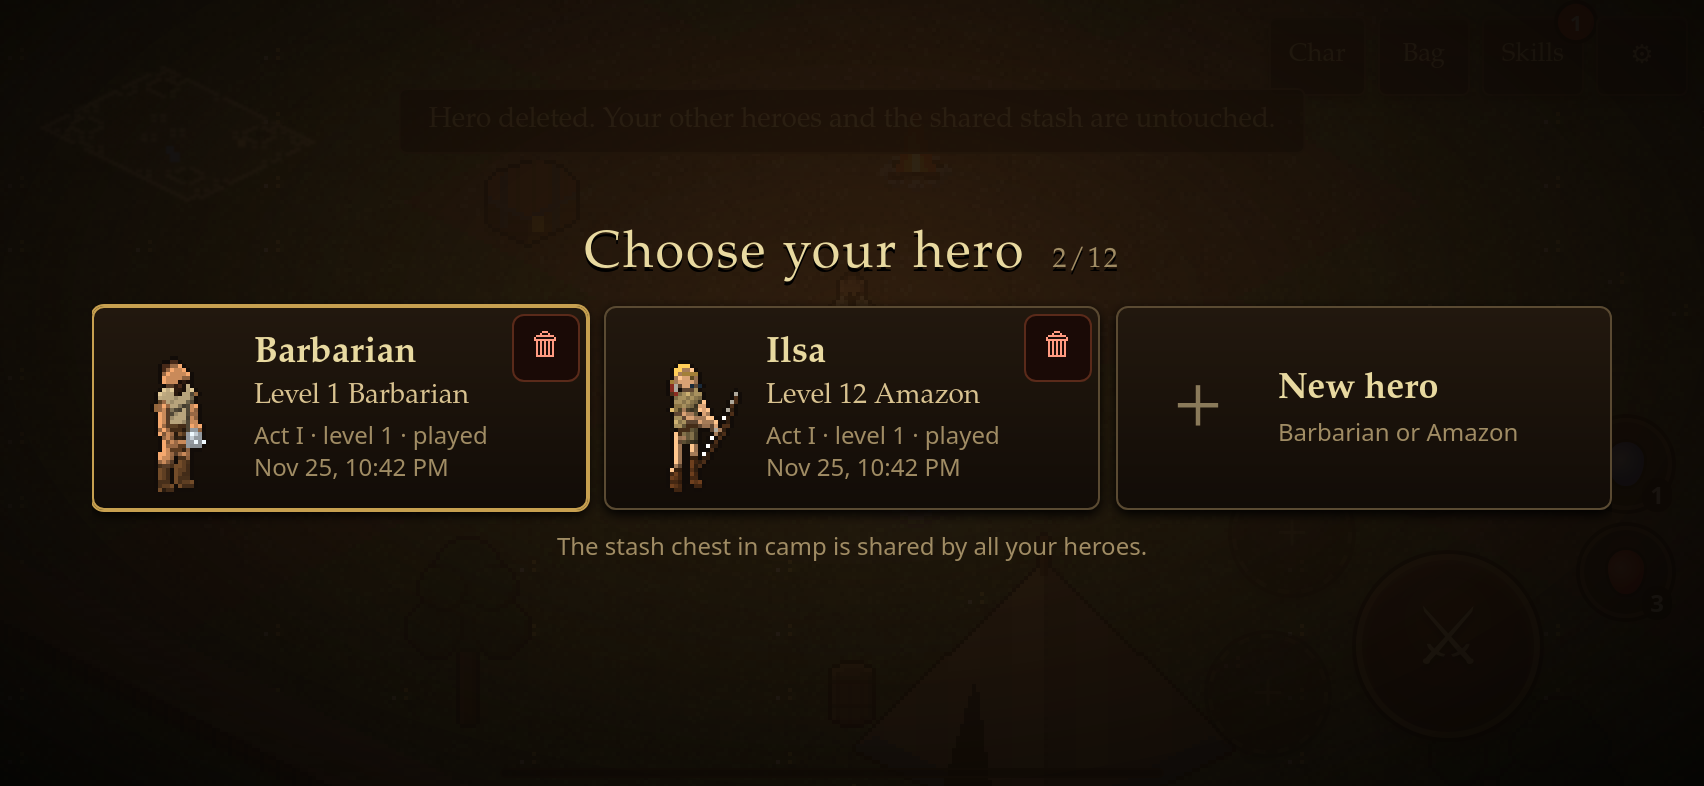 Char
Bag
Skills
1
Hero deleted. Your other heroes and the shared stash are untouched.
Choose your hero 2/12
Barbarian
Level 1 Barbarian
Act I · level 1 · played
Nov 25, 10:42 PM
Ilsa
Level 12 Amazon
Act I · level 1 · played
Nov 25, 10:42 PM
New hero
Barbarian or Amazon
The stash chest in camp is shared by all your heroes.
1
3